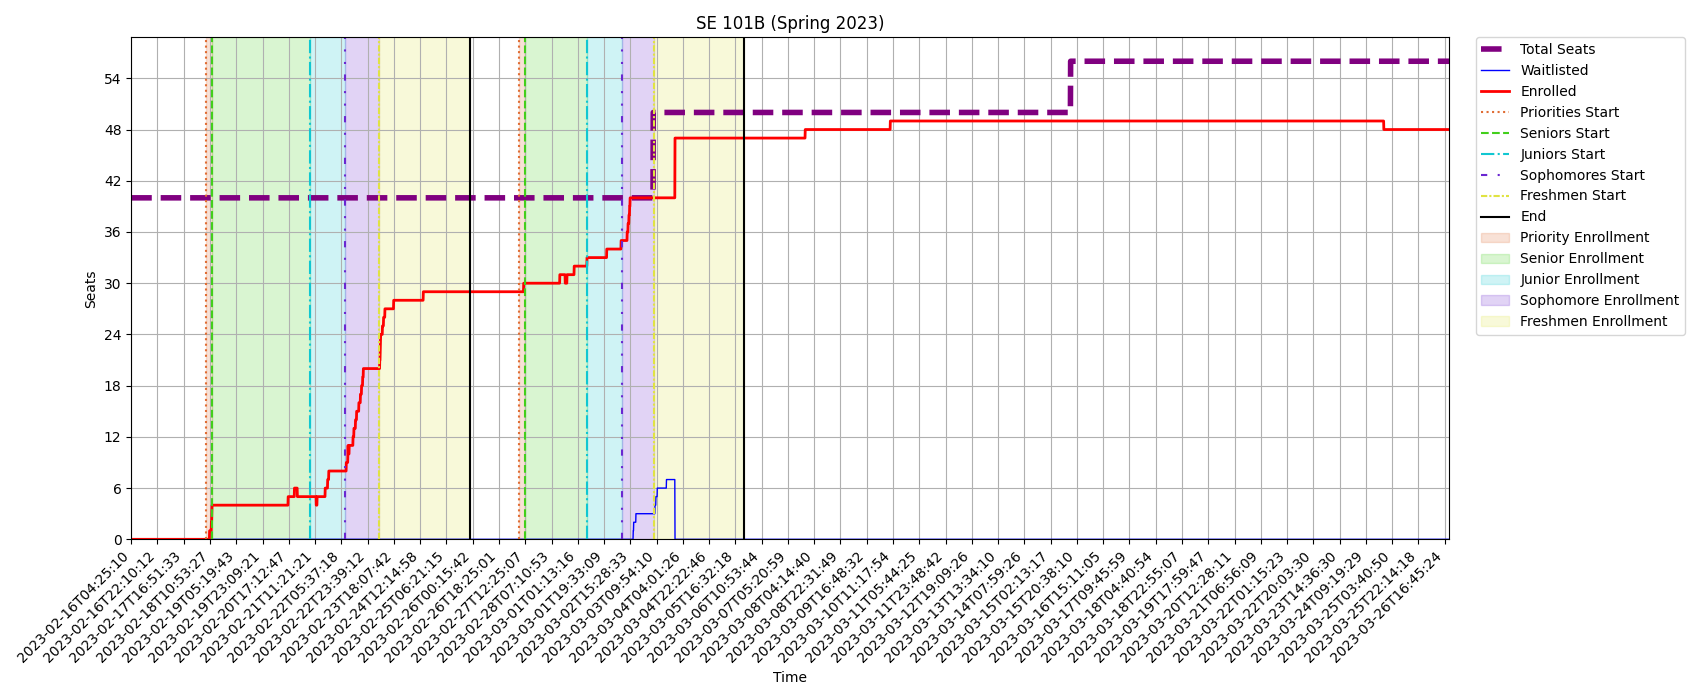 SE 101B (Spring 2023)
Seats
54
48
42
36
30
24
18
12
6
0
2023-02-16T04:25:10
2023-02-16T22:10:12
2023-02-17T16:51:33
2023-02-18T10:53:27
2023-02-19T05:19:43
2023-02-19T23:09:21
2023-02-20T17:12:47
2023-02-21T11:21:21
2023-02-22T05:37:18
2023-02-22T23:39:12
2023-02-23T18:07:42
2023-02-24T12:14:58
2023-02-25T06:21:15
2023-02-26T00:15:42
2023-02-26T18:25:01
2023-02-27T12:25:07
2023-02-28T07:10:53
2023-03-01T01:13:16
2023-03-01T19:33:09
2023-03-02T15:28:33
2023-03-03T09:54:10
2023-03-04T04:01:26
2023-03-04T22:22:46
2023-03-05T16:32:18
2023-03-06T10:53:44
2023-03-07T05:20:59
2023-03-08T04:14:40
2023-03-08T22:31:49
2023-03-09T16:48:32
2023-03-10T11:17:54
2023-03-11T05:44:25
2023-03-11T23:48:42
2023-03-12T19:09:26
2023-03-13T13:34:10
2023-03-14T07:59:26
2023-03-15T02:13:17
2023-03-15T20:38:10
2023-03-16T15:11:05
2023-03-17T09:45:59
2023-03-18T04:40:54
2023-03-18T22:55:07
2023-03-19T17:59:47
2023-03-20T12:28:11
2023-03-21T06:56:09
2023-03-22T01:15:23
2023-03-22T20:03:30
2023-03-23T14:36:30
2023-03-24T09:19:29
2023-03-25T03:40:50
2023-03-25T22:14:18
2023-03-26T16:45:24
Time
Total Seats
Waitlisted
Enrolled
Priorities Start
Seniors Start
Juniors Start
Sophomores Start
Freshmen Start
End
Priority Enrollment
Senior Enrollment
Junior Enrollment
Sophomore Enrollment
Freshmen Enrollment